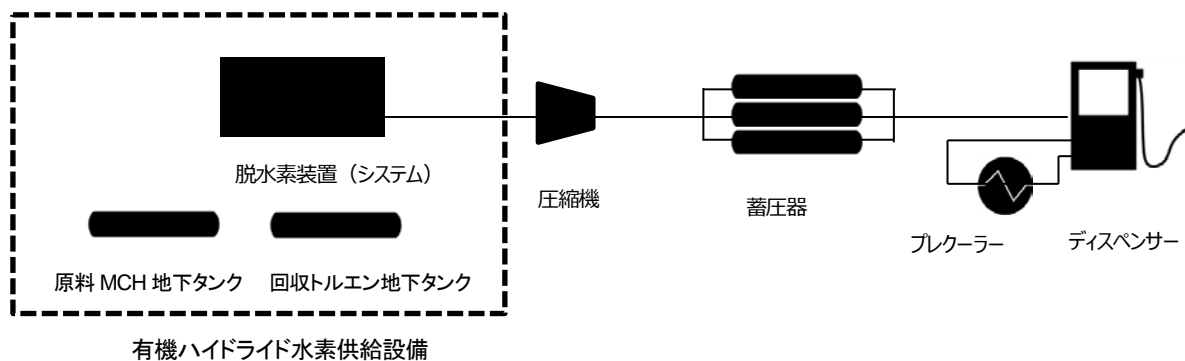 脱水素装置（システム）
圧縮機
蓄圧器
プレクーラー
ディスペンサー
原料 MCH 地下タンク
回収トルエン地下タンク
有機ハイドライド水素供給設備